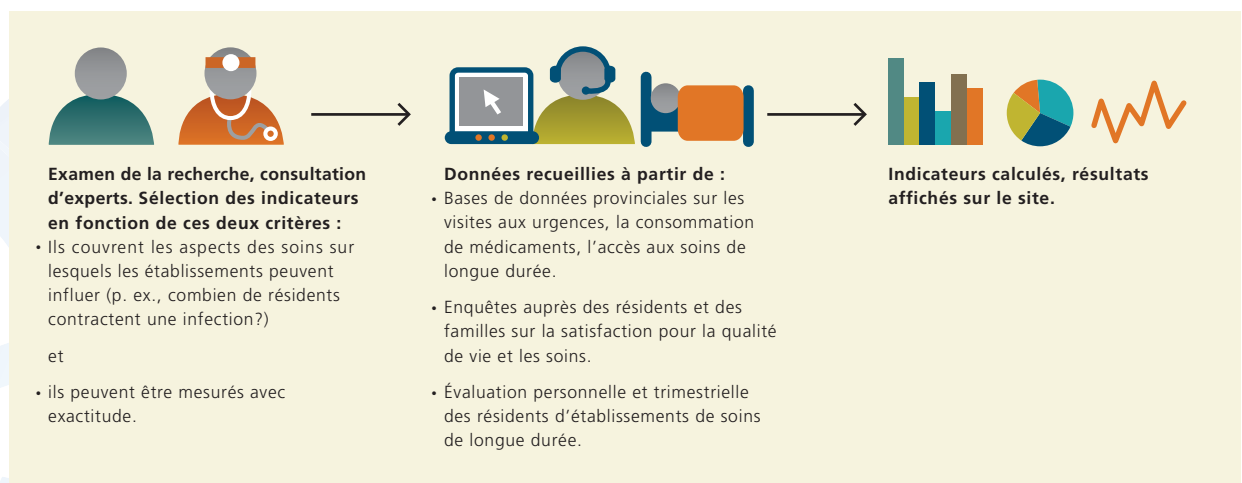 Examen de la recherche, consultation
d’experts. Sélection des indicateurs
en fonction de ces deux critères :
• Ils couvrent les aspects des soins sur
lesquels les établissements peuvent
influer (p. ex., combien de résidents
contractent une infection?)
et
• ils peuvent être mesurés avec
exactitude.
Données recueillies à partir de :
• Bases de données provinciales sur les
visites aux urgences, la consommation
de médicaments, l’accès aux soins de
longue durée.
• Enquêtes auprès des résidents et des
familles sur la satisfaction pour la qualité
de vie et les soins.
• Évaluation personnelle et trimestrielle
des résidents d’établissements de soins
de longue durée.
Indicateurs calculés, résultats
affichés sur le site.